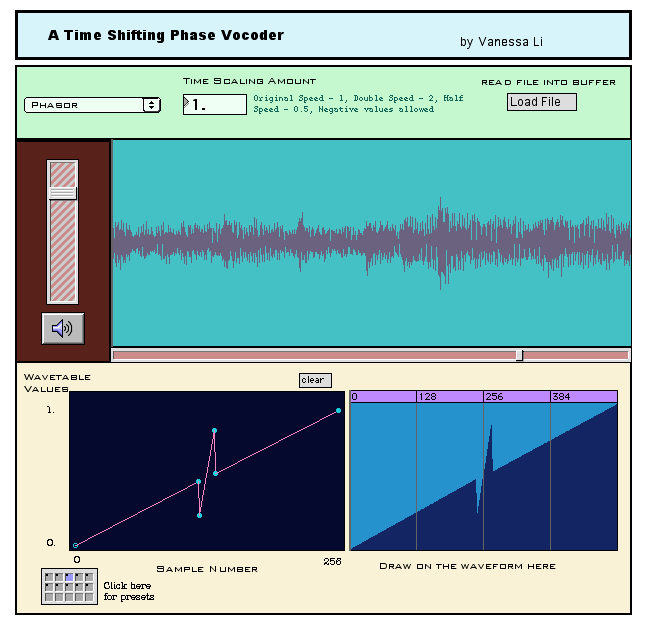 A Time Shifting Phase Vocoder
by Vanessa Li
Time Scaling Amount
Read file into buffer
Phasor
1.
Original Speed - 1, Double Speed - 2, Half
Speed - 0.5, Negative values allowed
Load File
Wavetable
Values
clear
1.
0.
0
256
Sample Number
0 128 256 384
Draw on the waveform here
Click here
for presets